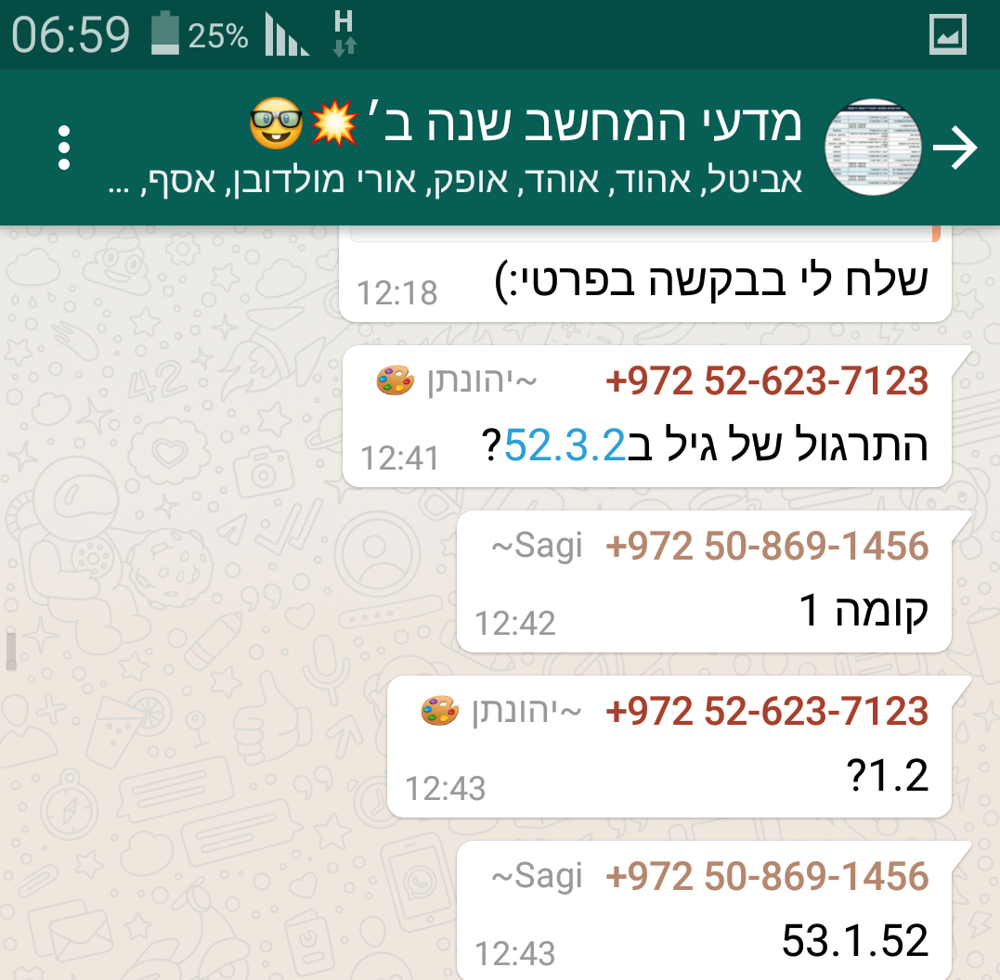 06:59 25% H
מדעי המחשב שנה ב׳💥🤓
אביטל, אהוד, אוהד, אופק, אורי מולדובן, אסף, ...
שלח לי בבקשה בפרטי:)
12:18
+972 52-623-7123 ~יהונתן 🎨
התרגול של גיל ב52.3.2?
12:41
+972 50-869-1456 ~Sagi
קומה 1
12:42
+972 52-623-7123 ~יהונתן 🎨
1.2?
12:43
+972 50-869-1456 ~Sagi
53.1.52
12:43